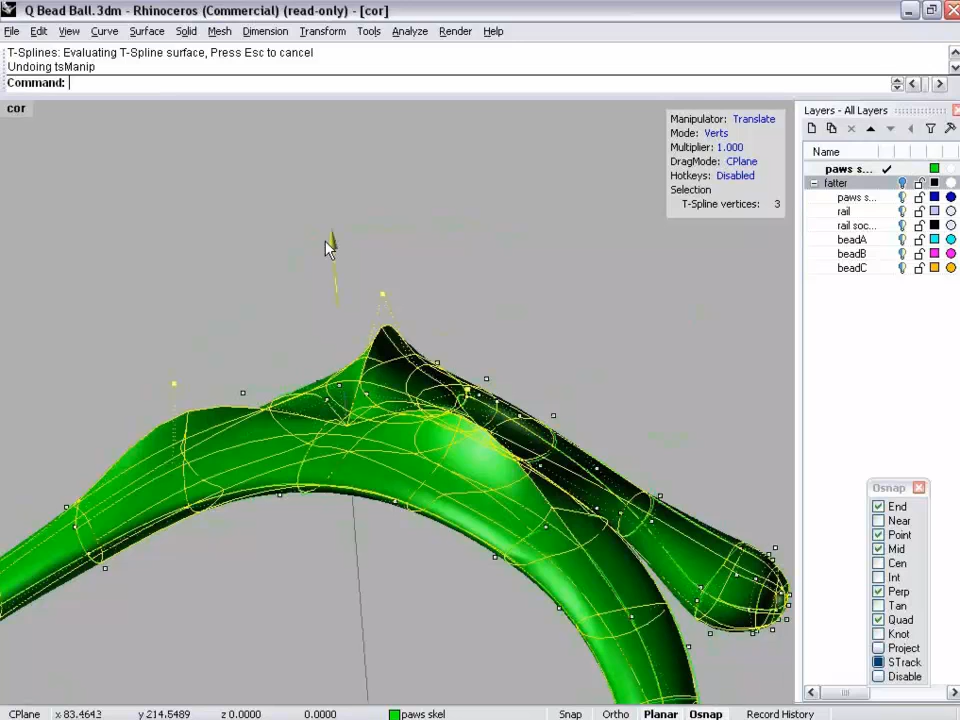 Q Bead Ball.3dm - Rhinoceros (Commercial) (read-only) - [cor]
File Edit View Curve Surface Solid Mesh Dimension Transform Tools Analyze Render Help
T-Splines: Evaluating T-Spline surface, Press Esc to cancel
Undoing tsManip
Command:
cor
Manipulator: Translate
Mode: Verts
Multiplier: 1.000
DragMode: CPlane
Hotkeys: Disabled
Selection
T-Spline vertices: 3
Layers - All Layers
Name
paws s...
fatter
paws s...
rail
rail soc...
beadA
beadB
beadC
Osnap
End
Near
Point
Mid
Cen
Int
Perp
Tan
Quad
Knot
Project
STrack
Disable
CPlane x 83.4643 y 214.5489 z 0.0000 0.0000 paws skel Snap Ortho Planar Osnap Record History